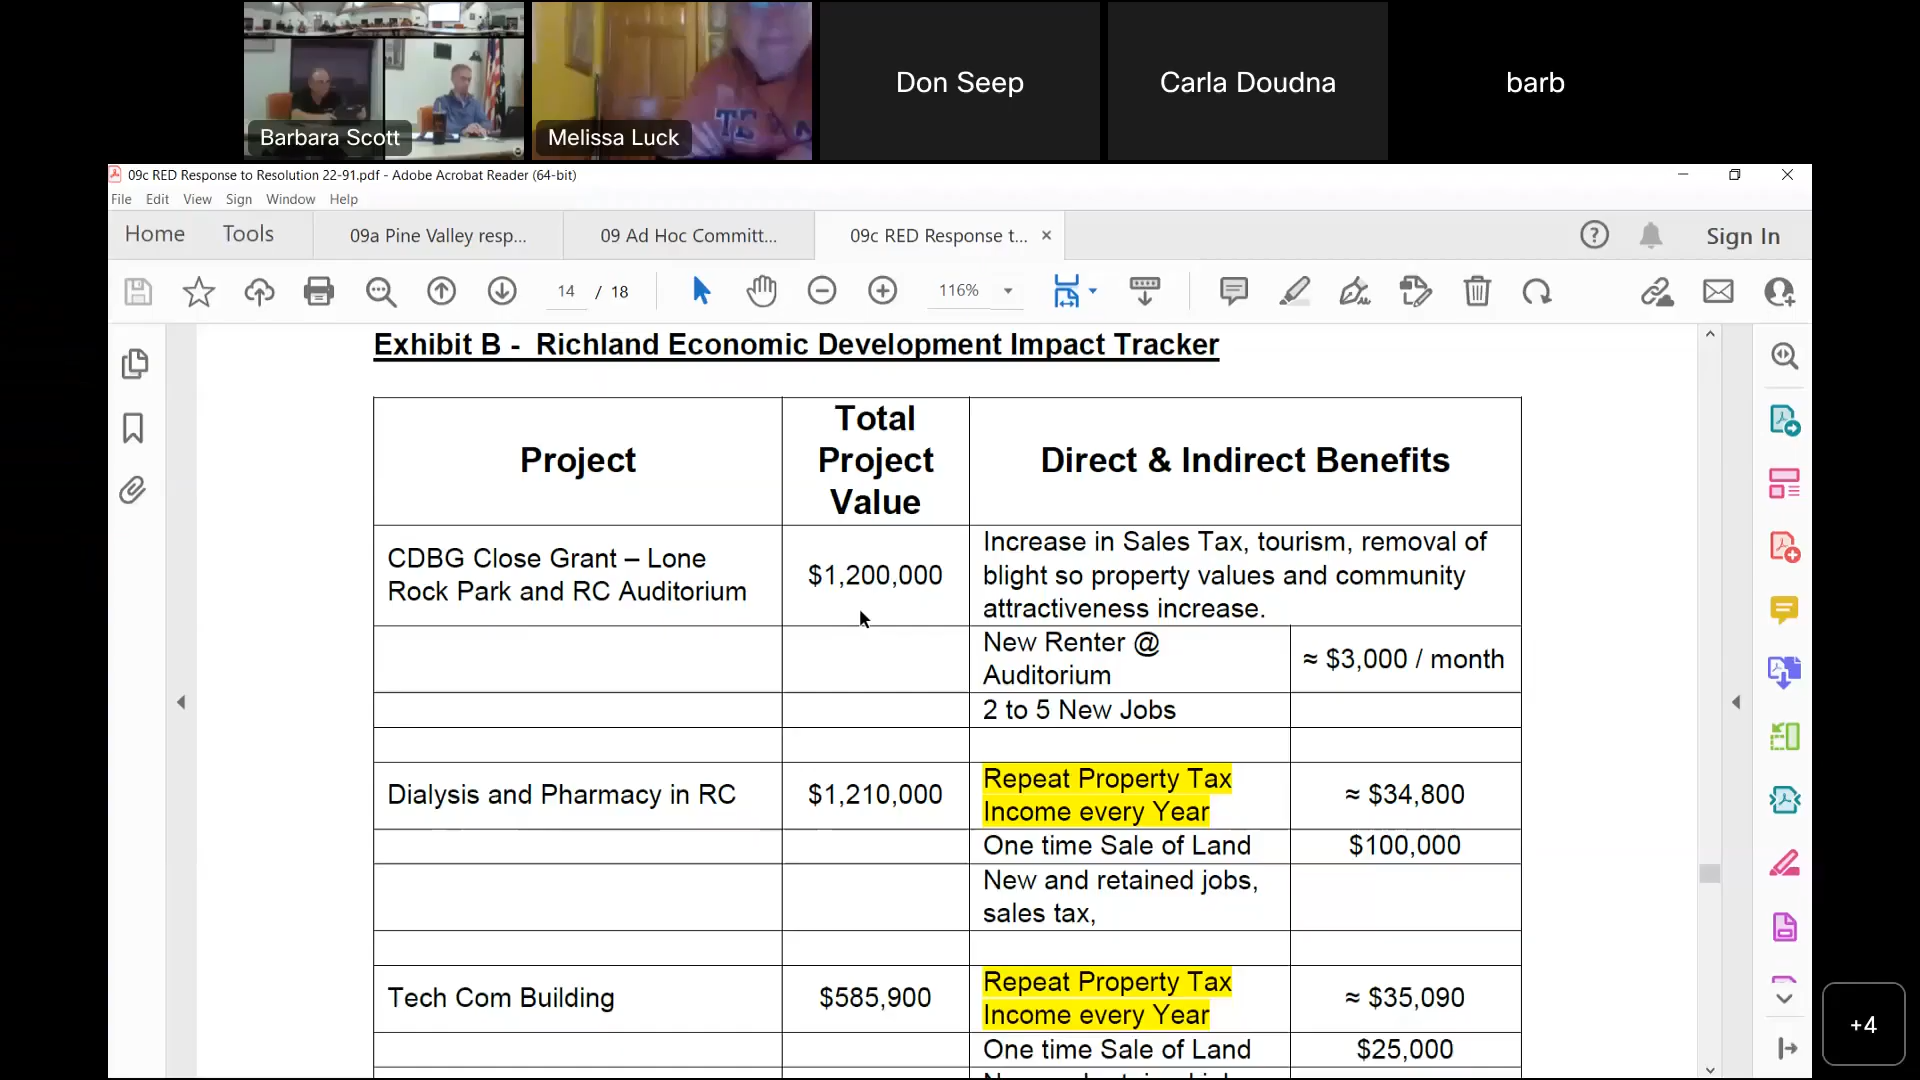 Don Seep
Carla Doudna
barb
Barbara Scott
Melissa Luck
09c RED Response to Resolution 22-91.pdf - Adobe Acrobat Reader (64-bit)
File Edit View Sign Window Help
Home Tools 09a Pine Valley resp... 09 Ad Hoc Committ... 09c RED Response t... Sign In
14 / 18 116%
Exhibit B - Richland Economic Development Impact Tracker
Total
Project
Value
Project
Direct & Indirect Benefits
CDBG Close Grant – Lone
Rock Park and RC Auditorium
$1,200,000
Increase in Sales Tax, tourism, removal of
blight so property values and community
attractiveness increase.
New Renter @
Auditorium
≈ $3,000 / month
2 to 5 New Jobs
Dialysis and Pharmacy in RC
$1,210,000
Repeat Property Tax
Income every Year
≈ $34,800
One time Sale of Land
$100,000
New and retained jobs,
sales tax,
Tech Com Building
$585,900
Repeat Property Tax
Income every Year
≈ $35,090
One time Sale of Land
$25,000
+4